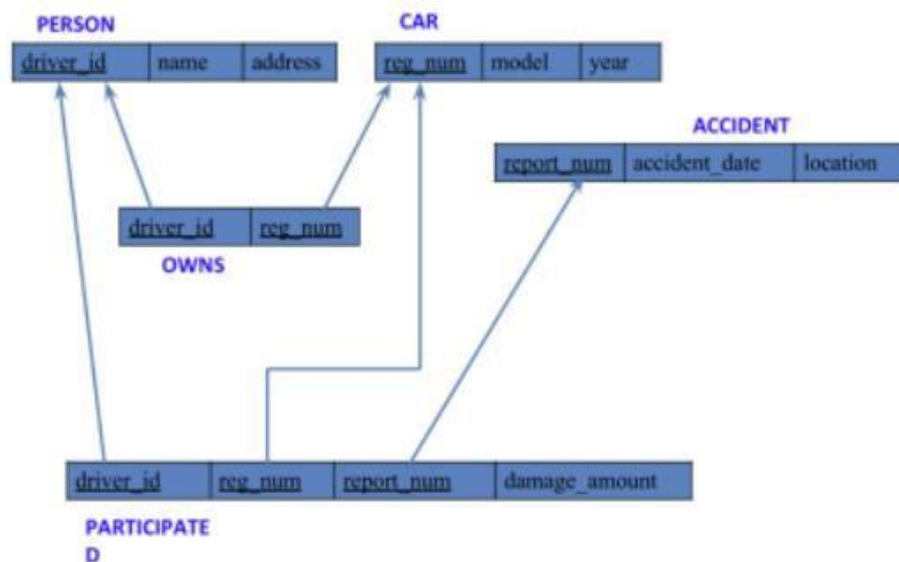 PERSON
driver_id name address
CAR
reg_num model year
ACCIDENT
report_num accident_date location
driver_id reg_num
OWNS
driver_id reg_num report_num damage_amount
PARTICIPATE
D